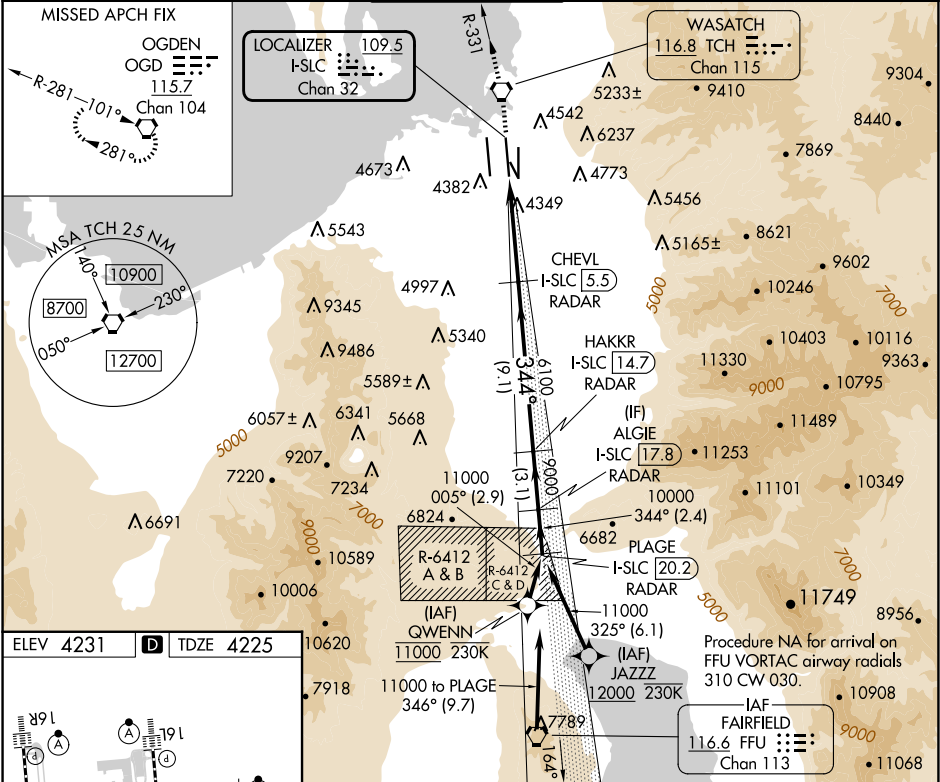 MISSED APCH FIX
OGDEN
OGD
115.7
Chan 104
R-281
101°
281°
LOCALIZER 109.5
I-SLC
Chan 32
R-331
WASATCH
116.8 TCH
Chan 115
5233±
9410
9304
4542
6237
8440
7869
4673
4382
4773
4349
5456
5543
5165±
8621
MSA TCH 25 NM
140°
10900
8700
230°
050°
12700
CHEVL
I-SLC 5.5
RADAR
9602
10246
5000
7000
4997
9345
5340
9486
HAKKR
I-SLC 14.7
RADAR
10403
10116
11330
9363
9000
10795
344°
(9.1)
6100
5589±
6057±
6341
5668
(IF)
ALGIE
I-SLC 17.8
RADAR
11489
5000
9207
7220
7234
11253
7000
11000
005° (2.9)
(3.1)
9000
10000
344° (2.4)
11101
10349
6691
6824
6682
9000
10589
R-6412
A & B
R-6412
C & D
PLAGE
I-SLC 20.2
RADAR
7000
10006
5000
11749
8956
(IAF)
QWENN
11000 230K
11000
325° (6.1)
10620
(IAF)
JAZZZ
12000 230K
Procedure NA for arrival on
FFU VORTAC airway radials
310 CW 030.
ELEV 4231
D
TDZE 4225
7918
11000 to PLAGE
346° (9.7)
10908
7789
164°
IAF
FAIRFIELD
116.6 FFU
Chan 113
9000
11068
16R
A
P
A
16L
P